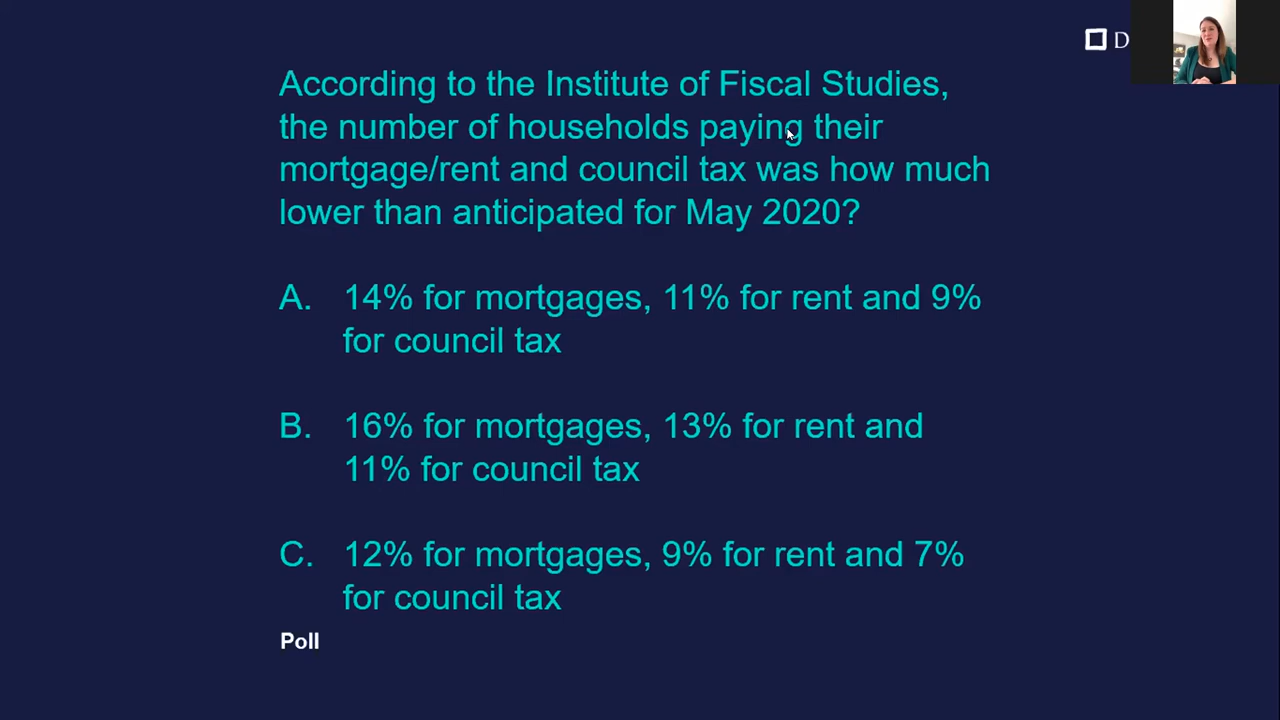 D
According to the Institute of Fiscal Studies,
the number of households paying their
mortgage/rent and council tax was how much
lower than anticipated for May 2020?
A. 14% for mortgages, 11% for rent and 9%
for council tax
B. 16% for mortgages, 13% for rent and
11% for council tax
C. 12% for mortgages, 9% for rent and 7%
for council tax
Poll